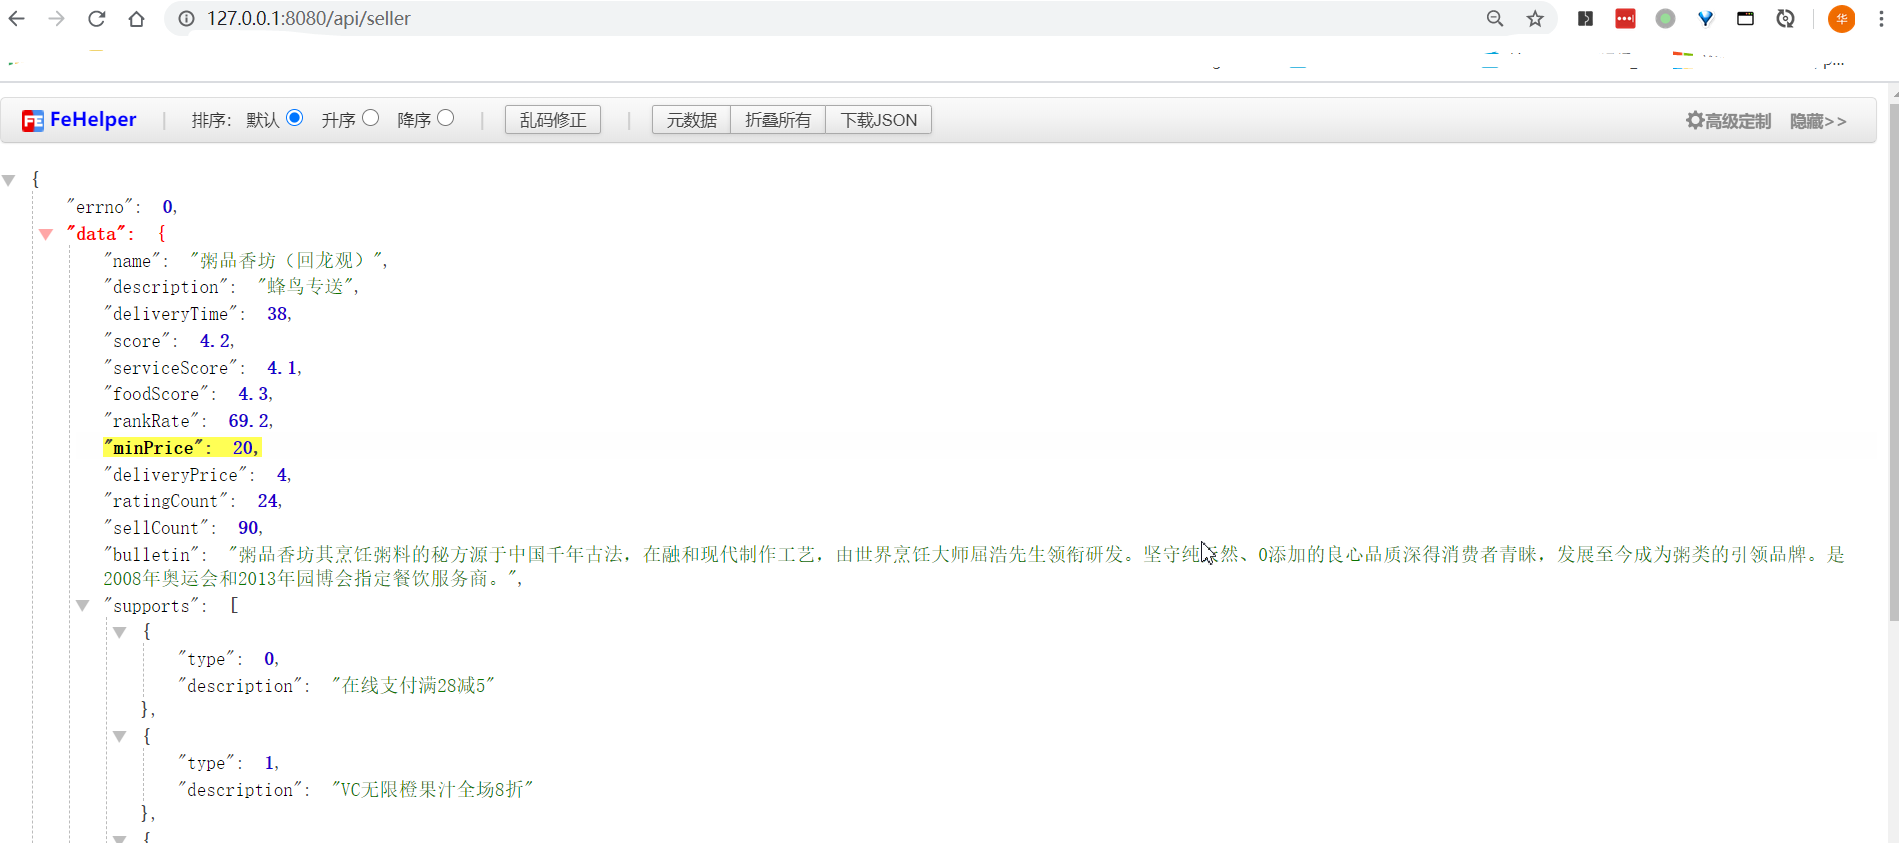 127.0.0.1:8080/api/seller
华
FeHelper | 排序: 默认 升序 降序 | 乱码修正 | 元数据 折叠所有 下载JSON 高级定制 隐藏>>
{
"errno": 0,
"data": {
"name": "粥品香坊（回龙观）",
"description": "蜂鸟专送",
"deliveryTime": 38,
"score": 4.2,
"serviceScore": 4.1,
"foodScore": 4.3,
"rankRate": 69.2,
"minPrice": 20,
"deliveryPrice": 4,
"ratingCount": 24,
"sellCount": 90,
"bulletin": "粥品香坊其烹饪粥料的秘方源于中国千年古法，在融和现代制作工艺，由世界烹饪大师屈浩先生领衔研发。坚守纯然、0添加的良心品质深得消费者青睐，发展至今成为粥类的引领品牌。是
2008年奥运会和2013年园博会指定餐饮服务商。",
"supports": [
{
"type": 0,
"description": "在线支付满28减5"
},
{
"type": 1,
"description": "VC无限橙果汁全场8折"
},
{